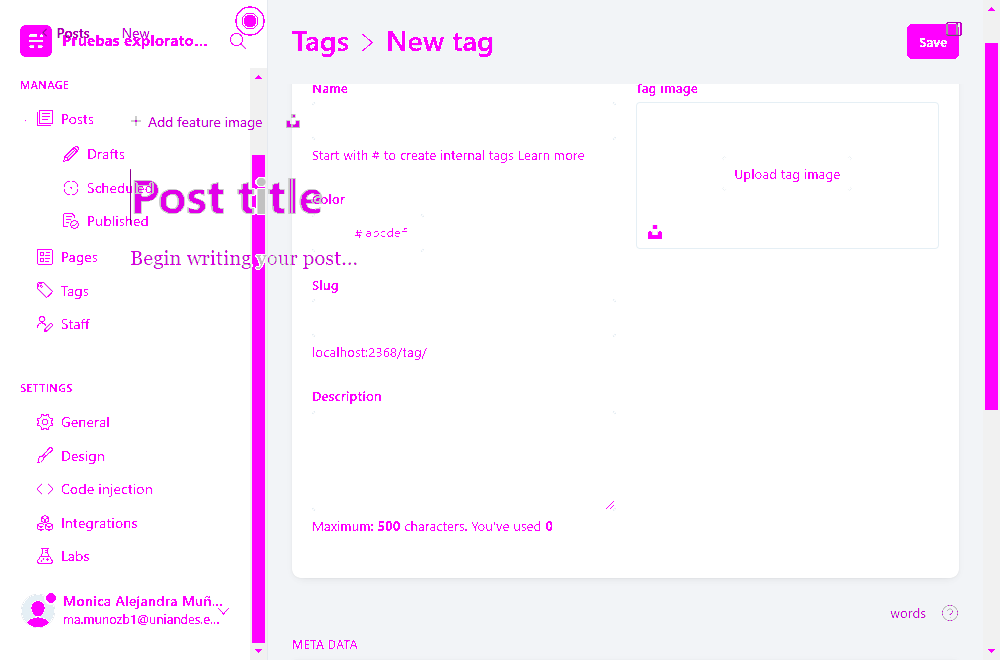 Posts New
Pruebas explorato...
Tags > New tag
Save
MANAGE
Posts
+ Add feature image
Drafts
Scheduled
Published
Post title
Begin writing your post...
Pages
Tags
Staff
SETTINGS
General
Design
Code injection
Integrations
Labs
Monica Alejandra Muñ...
ma.munozb1@uniandes.e...
Name
Start with # to create internal tags Learn more
Color
# abcdef
Slug
localhost:2368/tag/
Description
Maximum: 500 characters. You've used 0
Tag image
Upload tag image
words
?
META DATA